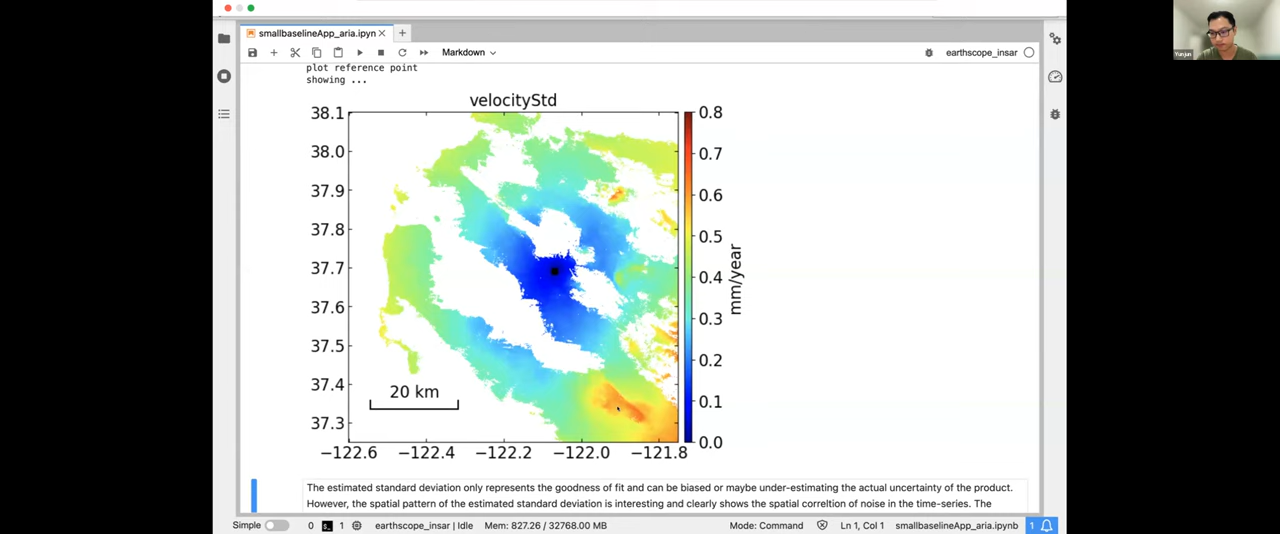 smallbaselineApp_aria.ipyn
Markdown
earthscope_insar
Yunjun
plot reference point
showing ...
velocityStd
38.1
38.0
37.9
37.8
37.7
37.6
37.5
37.4
37.3
20 km
−122.6 −122.4 −122.2 −122.0 −121.8
0.8
0.7
0.6
0.5
0.4
0.3
0.2
0.1
0.0
mm/year
The estimated standard deviation only represents the goodness of fit and can be biased or maybe under-estimating the actual uncertainty of the product.
However, the spatial pattern of the estimated standard deviation is interesting and clearly shows the spatial correltion of noise in the time-series. The
Simple 0 1 earthscope_insar | Idle Mem: 827.26 / 32768.00 MB Mode: Command Ln 1, Col 1 smallbaselineApp_aria.ipynb 1